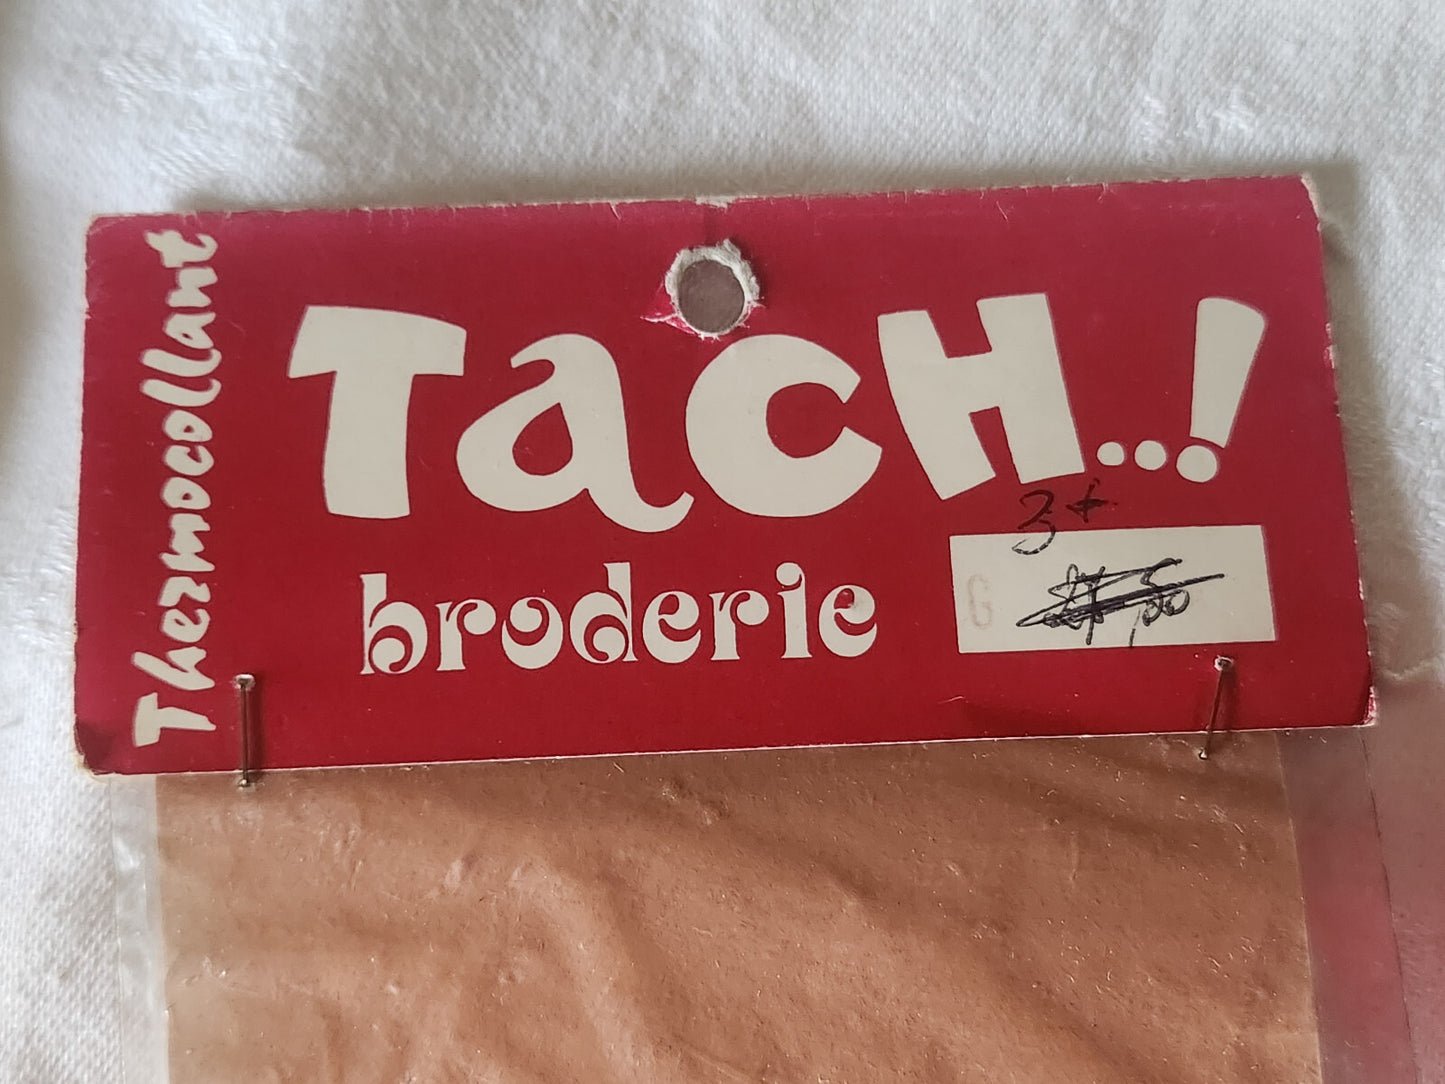 Thermocollant
TACH...!
broderie
3
G